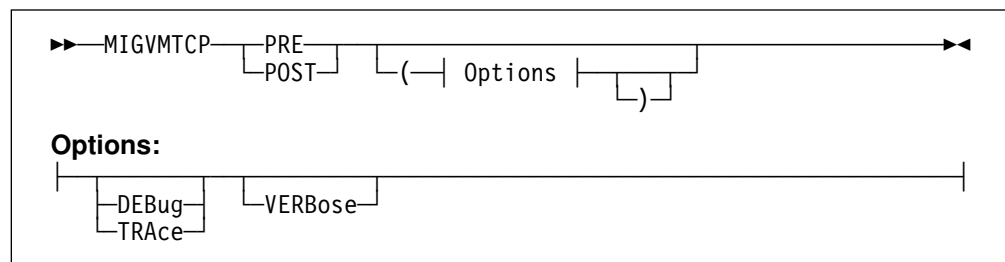 MIGVMTCP PRE
POST ( Options )
Options:
DEBug VERBose
TRAce